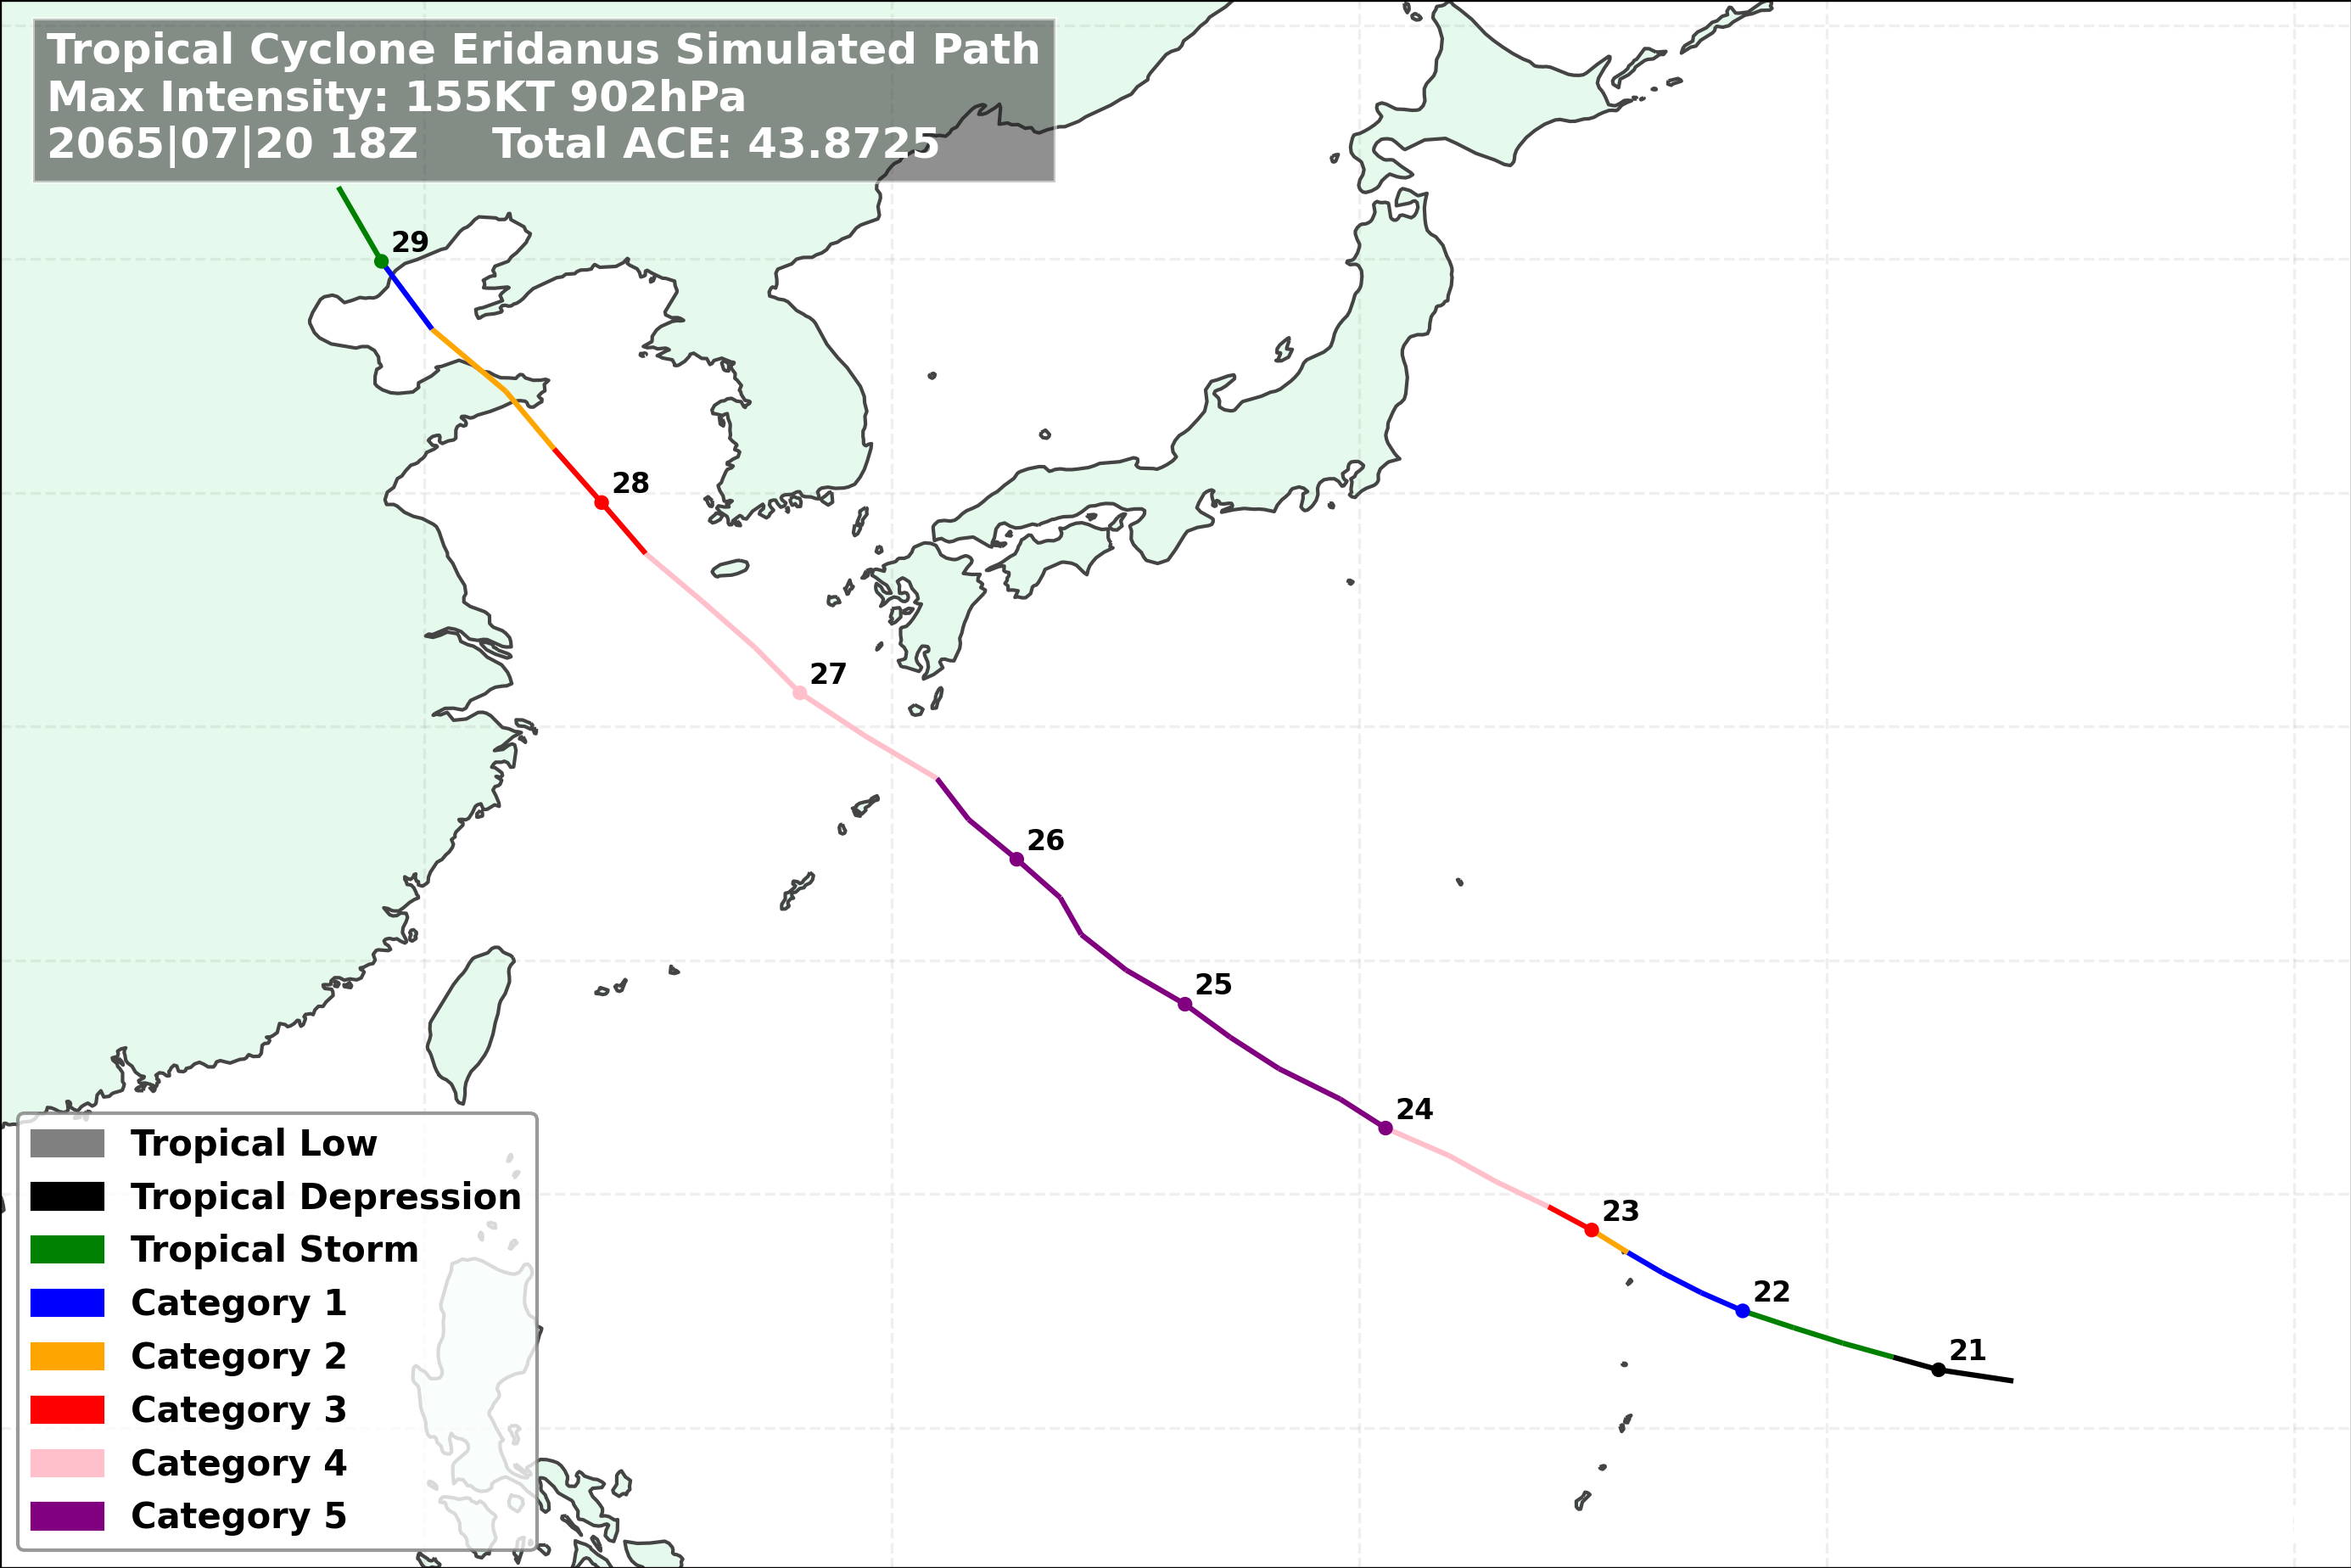 Tropical Cyclone Eridanus Simulated Path
Max Intensity: 155KT 902hPa
2065|07|20 18Z Total ACE: 43.8725
29
28
27
26
25
24
23
22
21
Tropical Low
Tropical Depression
Tropical Storm
Category 1
Category 2
Category 3
Category 4
Category 5